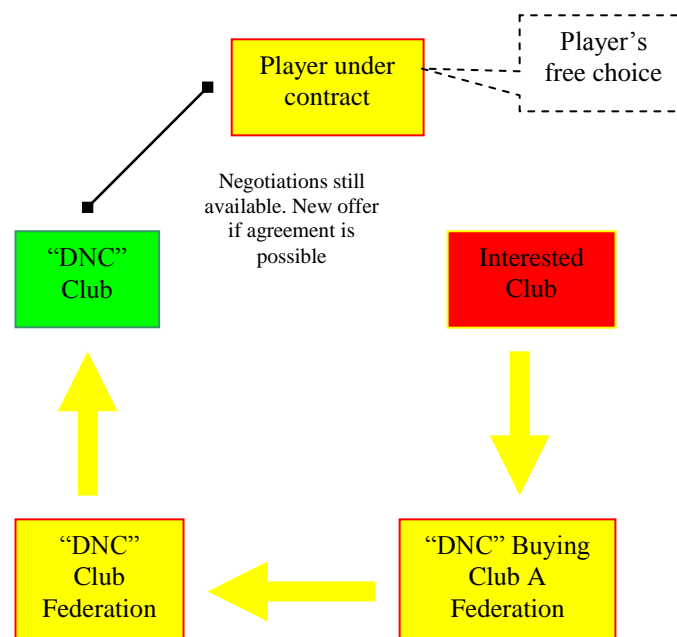 Player under
contract
Player’s
free choice
Negotiations still
available. New offer
if agreement is
possible
“DNC”
Club
Interested
Club
“DNC”
Club
Federation
“DNC” Buying
Club A
Federation